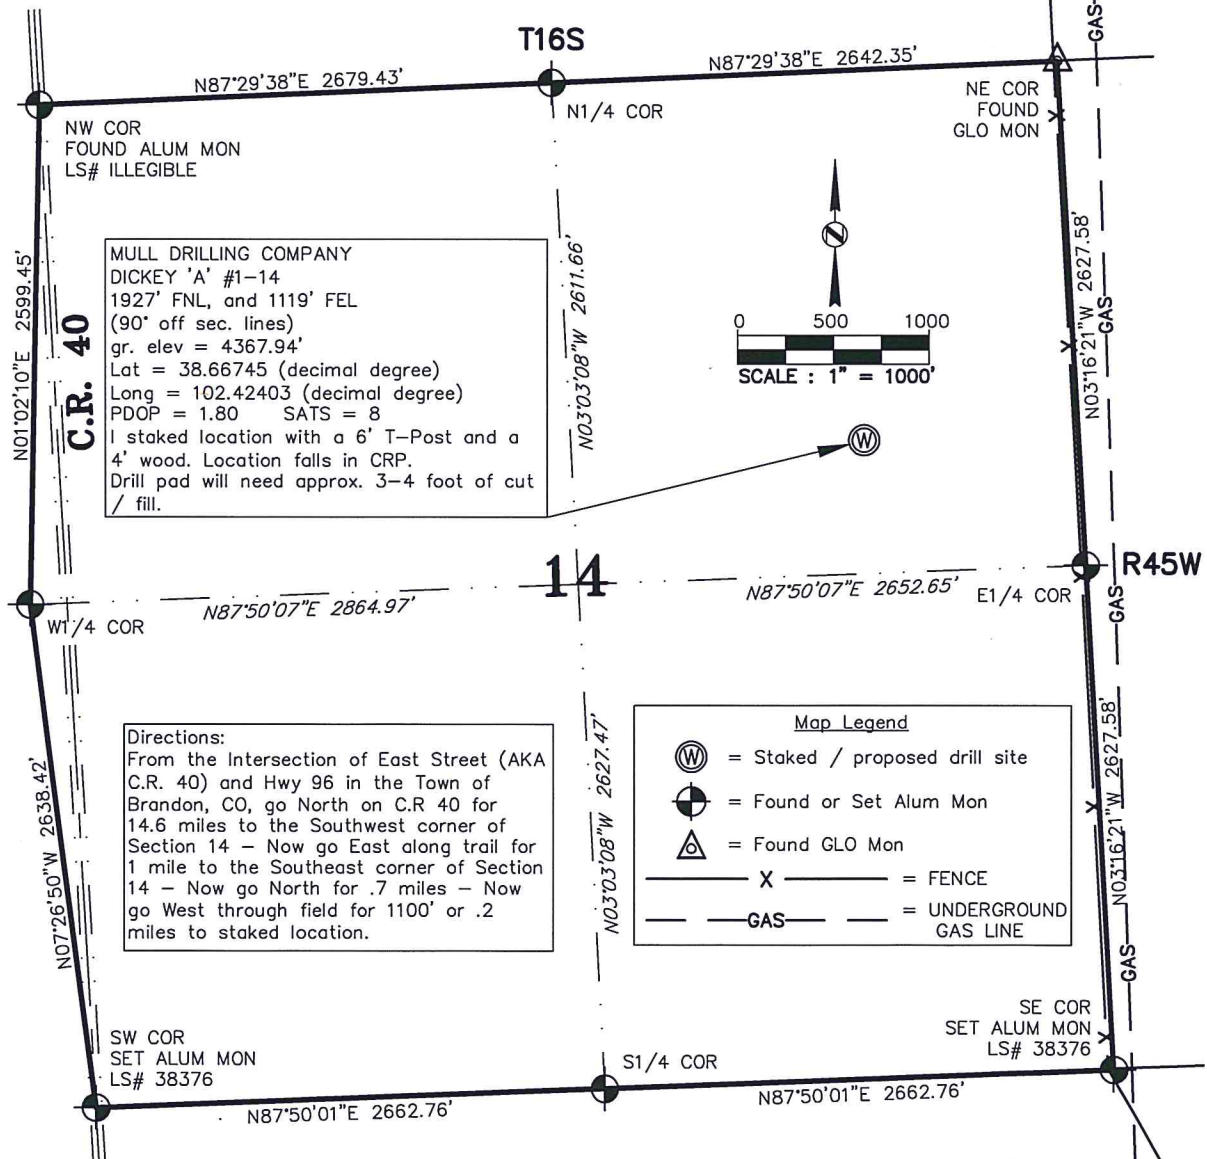 T16S
N87°29'38"E 2679.43'
N87°29'38"E 2642.35'
GAS
NW COR
FOUND ALUM MON
LS# ILLEGIBLE
N1/4 COR
NE COR
FOUND
GLO MON
N01°02'10"E 2599.45'
C.R. 40
MULL DRILLING COMPANY
DICKEY 'A' #1-14
1927' FNL, and 1119' FEL
(90° off sec. lines)
gr. elev = 4367.94'
Lat = 38.66745 (decimal degree)
Long = 102.42403 (decimal degree)
PDOP = 1.80 SATS = 8
I staked location with a 6' T-Post and a
4' wood. Location falls in CRP.
Drill pad will need approx. 3-4 foot of cut
/ fill.
N03°03'08"W 2611.66'
N
0 500 1000
SCALE : 1" = 1000'
W
N03°16'21"W 2627.58'
GAS
X
X
14
R45W
W1/4 COR
N87°50'07"E 2864.97'
N87°50'07"E 2652.65'
E1/4 COR
X
GAS
N07°26'50"W 2638.42'
Directions:
From the Intersection of East Street (AKA
C.R. 40) and Hwy 96 in the Town of
Brandon, CO, go North on C.R 40 for
14.6 miles to the Southwest corner of
Section 14 - Now go East along trail for
1 mile to the Southeast corner of Section
14 - Now go North for .7 miles - Now
go West through field for 1100' or .2
miles to staked location.
N03°03'08"W 2627.47'
Map Legend
W = Staked / proposed drill site
= Found or Set Alum Mon
= Found GLO Mon
X = FENCE
GAS = UNDERGROUND
GAS LINE
N03°16'21"W 2627.58'
X
GAS
SW COR
SET ALUM MON
LS# 38376
S1/4 COR
SE COR
SET ALUM MON
LS# 38376
X
N87°50'01"E 2662.76'
N87°50'01"E 2662.76'